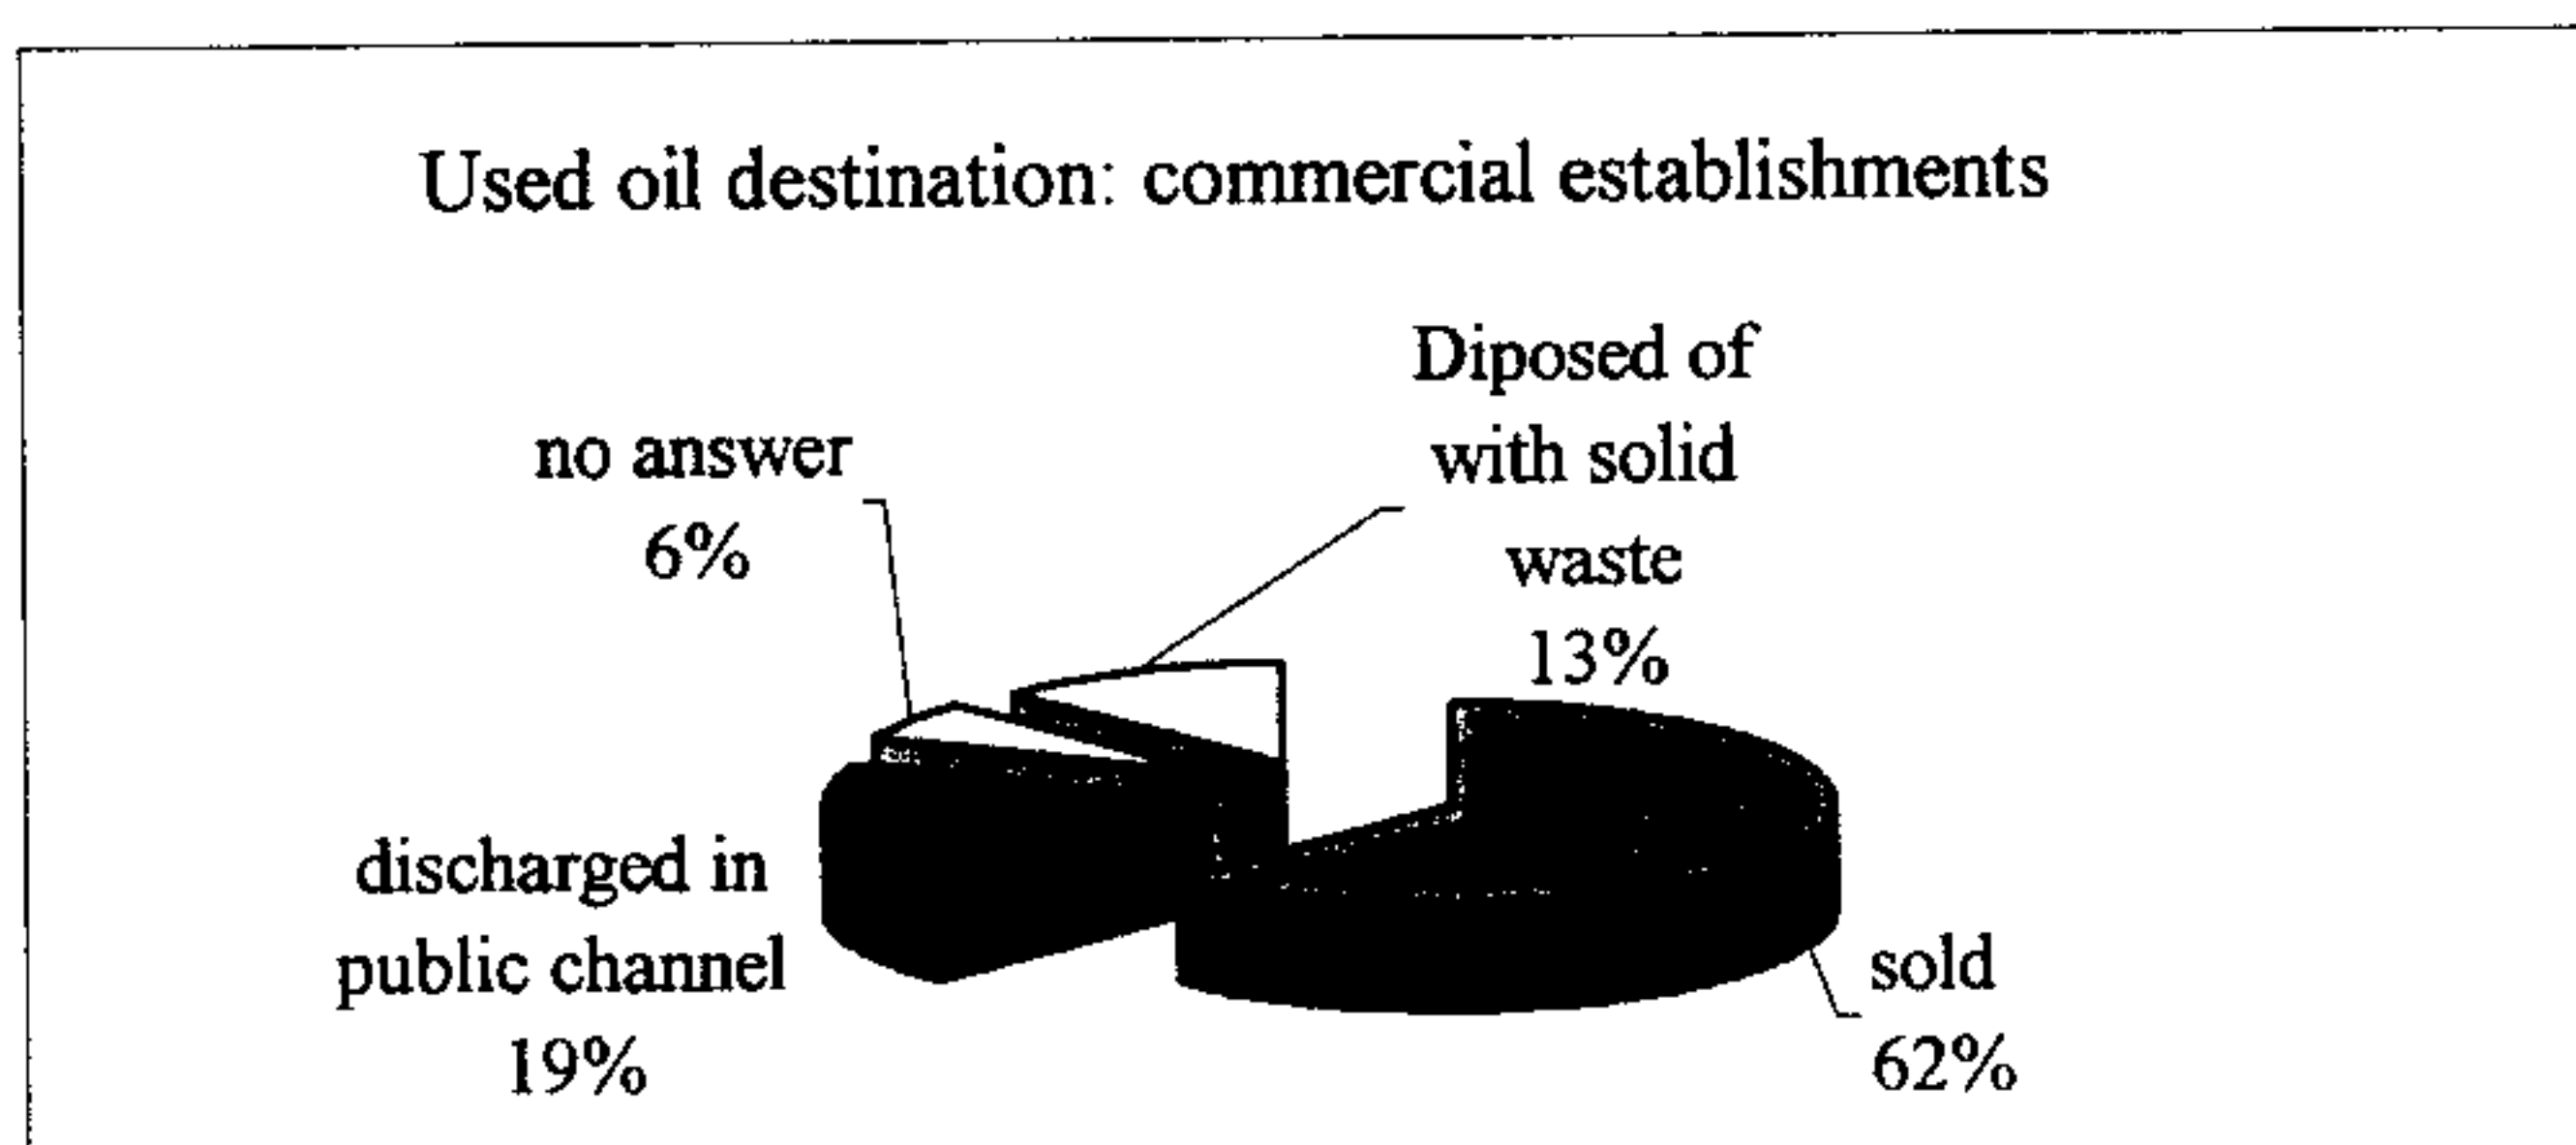 Used oil destination: commercial establishments
Diposed of
with solid
waste
13%
no answer
6%
discharged in
public channel
19%
sold
62%